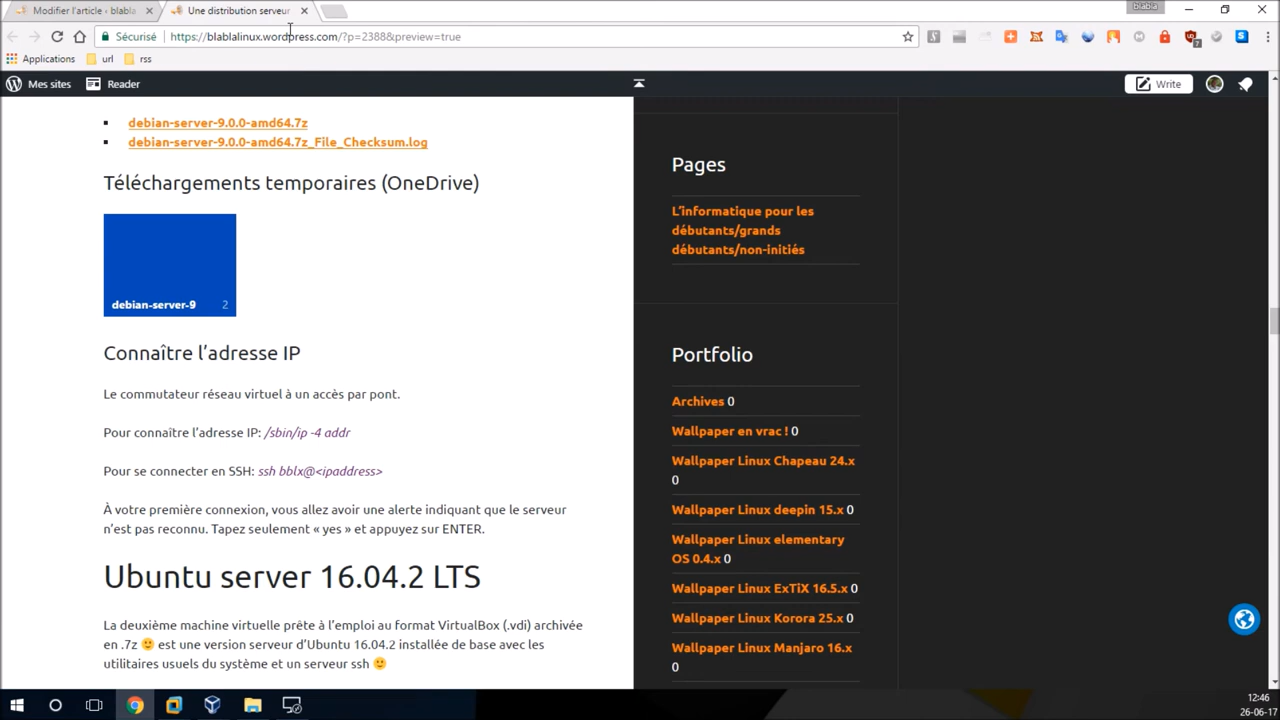 Modifier l'article ‹ blabla
Une distribution serveur
blabla
Sécurisé
https://blablalinux.wordpress.com/?p=2388&preview=true
Applications
url
rss
7
Mes sites
Reader
Write
debian-server-9.0.0-amd64.7z
debian-server-9.0.0-amd64.7z_File_Checksum.log
Téléchargements temporaires (OneDrive)
debian-server-9 2
Connaître l'adresse IP
Le commutateur réseau virtuel à un accès par pont.
Pour connaître l'adresse IP: /sbin/ip -4 addr
Pour se connecter en SSH: ssh bblx@<ipaddress>
À votre première connexion, vous allez avoir une alerte indiquant que le serveur
n'est pas reconnu. Tapez seulement « yes » et appuyez sur ENTER.
Ubuntu server 16.04.2 LTS
La deuxième machine virtuelle prête à l'emploi au format VirtualBox (.vdi) archivée
en .7z 🙂 est une version serveur d'Ubuntu 16.04.2 installée de base avec les
utilitaires usuels du système et un serveur ssh 🙂
Pages
L'informatique pour les
débutants/grands
débutants/non-initiés
Portfolio
Archives 0
Wallpaper en vrac ! 0
Wallpaper Linux Chapeau 24.x
0
Wallpaper Linux deepin 15.x 0
Wallpaper Linux elementary
OS 0.4.x 0
Wallpaper Linux ExTiX 16.5.x 0
Wallpaper Linux Korora 25.x 0
Wallpaper Linux Manjaro 16.x
0
12:46
26-06-17